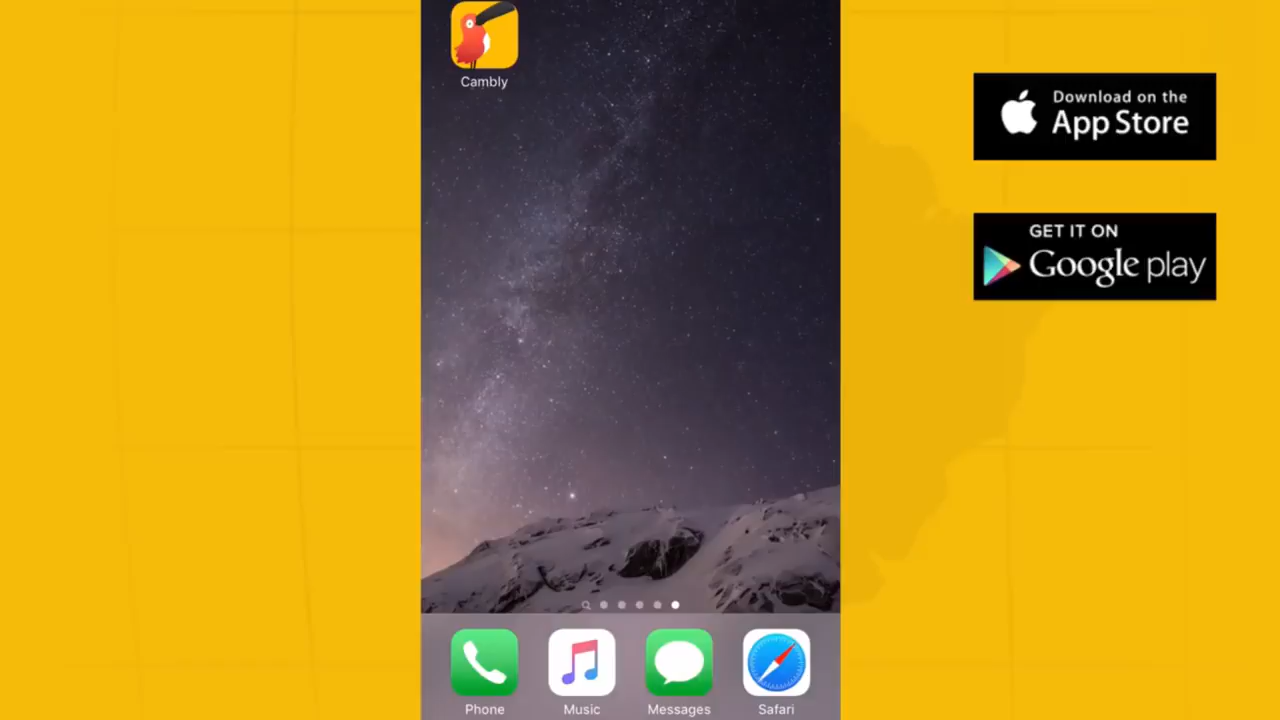 Cambly
Download on the
App Store
GET IT ON
Google play
Phone
Music
Messages
Safari